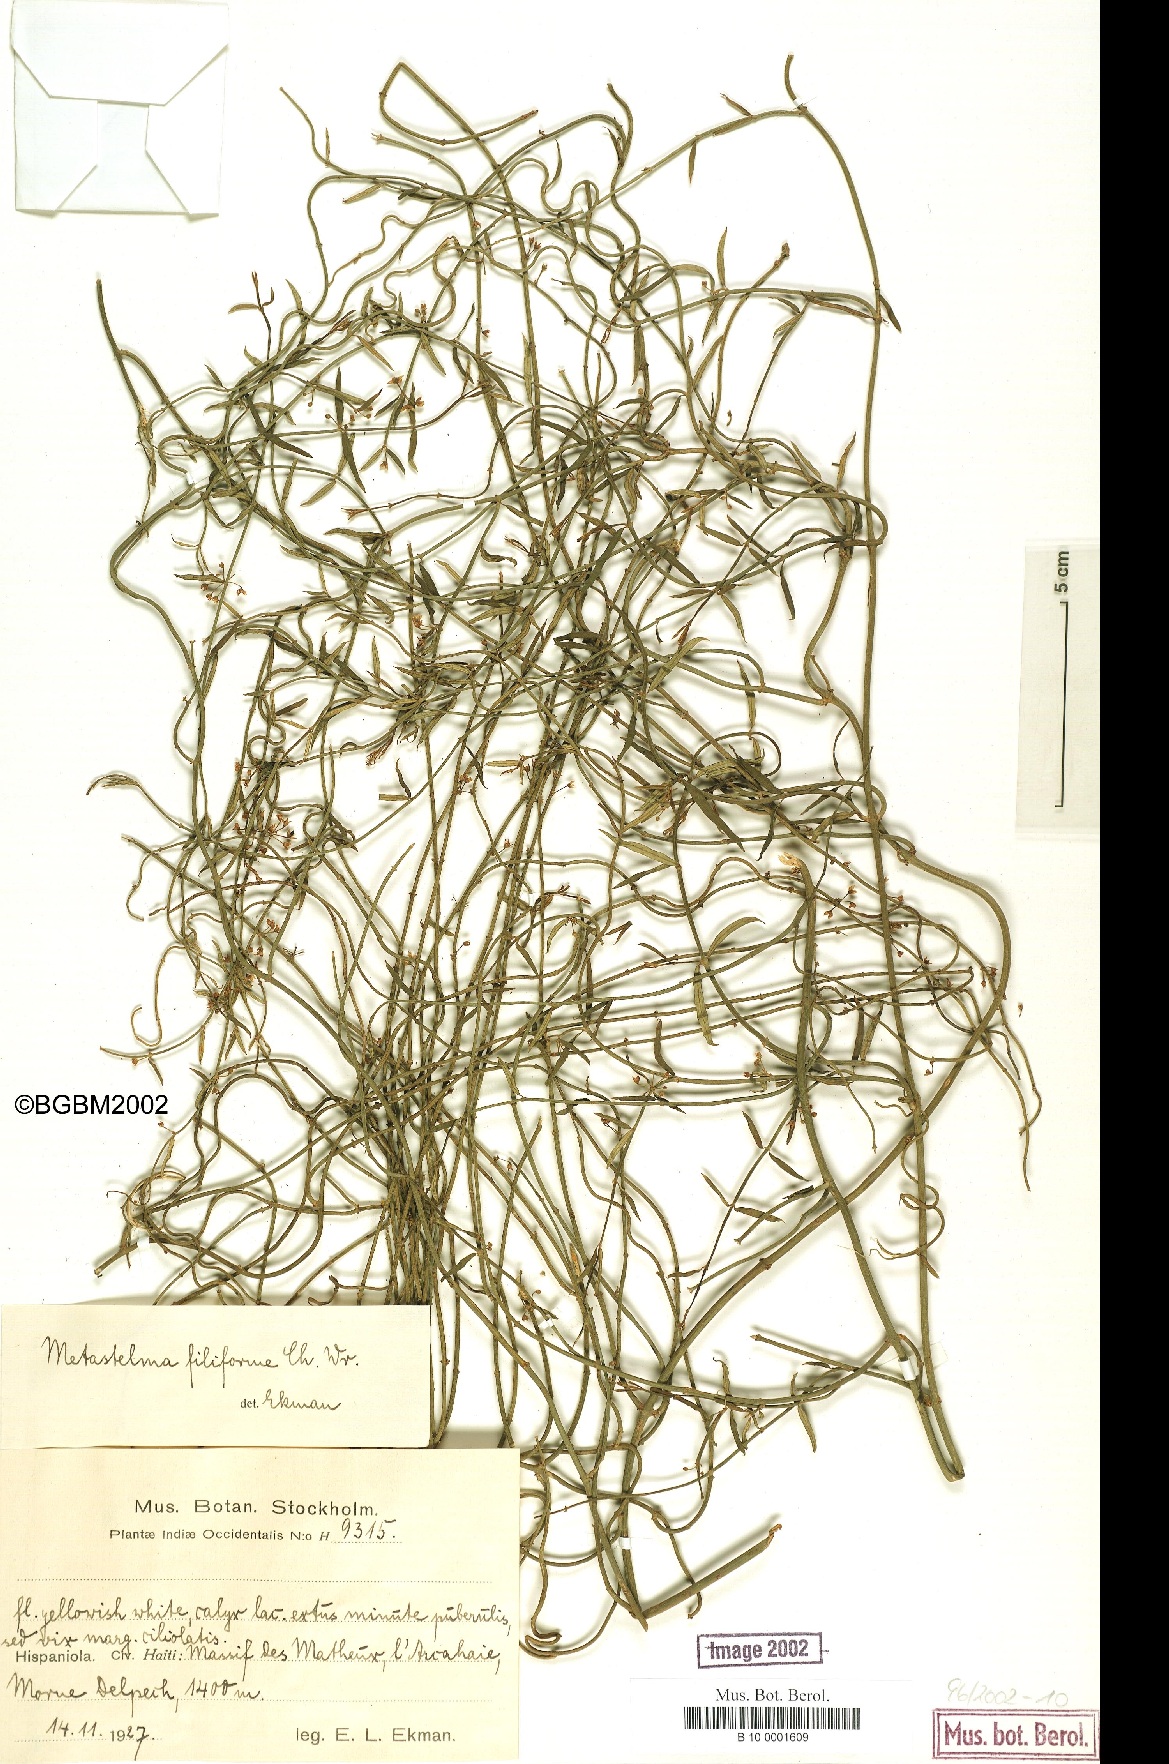 5 cm
©BGBM2002
Metastelma filiforme Ch. Wr.
det. Ekman
Mus. Botan. Stockholm.
Plantæ Indiæ Occidentalis N:o H 9315.
fl. yellowish white, calyx lac. extus minute puberulis,
sed vix marg. ciliolatis.
Hispaniola. Civ. Haiti: Massif des Matheux, l'Arcahaie,
Morne Delpech, 1400 m.
14.11. 1927.
leg. E. L. Ekman.
Image 2002
Mus. Bot. Berol.
B 10 0001609
96/2002-10
Mus. bot. Berol.